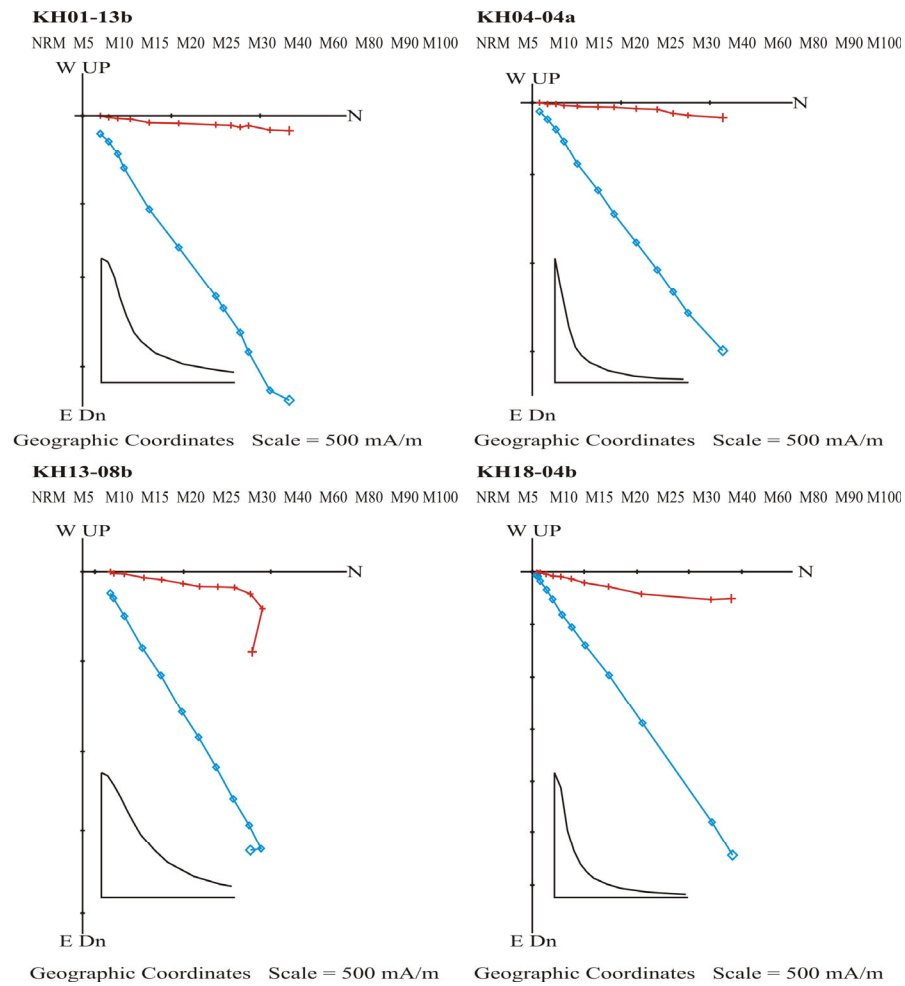 KH01-13b
NRM M5 M10 M15 M20 M25 M30 M40 M60 M80 M90 M100
W UP
N
E Dn
Geographic Coordinates Scale = 500 mA/m
KH04-04a
NRM M5 M10 M15 M20 M25 M30 M40 M60 M80 M90 M100
W UP
N
E Dn
Geographic Coordinates Scale = 500 mA/m
KH13-08b
NRM M5 M10 M15 M20 M25 M30 M40 M60 M80 M90 M100
W UP
N
E Dn
Geographic Coordinates Scale = 500 mA/m
KH18-04b
NRM M5 M10 M15 M20 M25 M30 M40 M60 M80 M90 M100
W UP
N
E Dn
Geographic Coordinates Scale = 500 mA/m